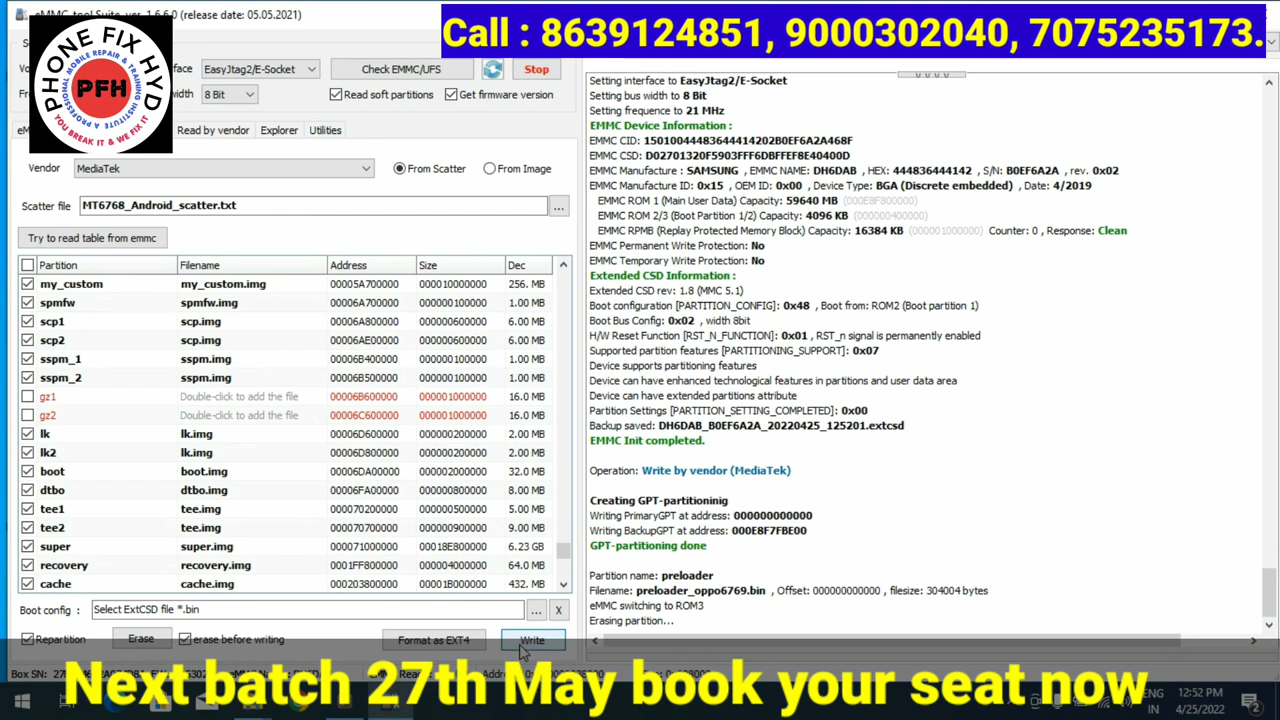 eMMC-tool Suite ver. 1.6.6.0 (release date: 05.05.2021)
Call : 8639124851, 9000302040, 7075235173.
PHONE FIX HYD
A PROFESSIONAL MOBILE REPAIR & TRAINING INSTITUTE
PFH
YOU BREAK IT & WE FIX IT
EasyJtag2/E-Socket
Check EMMC/UFS
Stop
8 Bit
Read soft partitions
Get firmware version
Read by vendor
Explorer
Utilities
Vendor
MediaTek
From Scatter
From Image
Scatter file
MT6768_Android_scatter.txt
...
Try to read table from emmc
Partition Filename Address Size Dec
my_custom my_custom.img 00005A700000 000010000000 256. MB
spmfw spmfw.img 00006A700000 000000100000 1.00 MB
scp1 scp.img 00006A800000 000000600000 6.00 MB
scp2 scp.img 00006AE00000 000000600000 6.00 MB
sspm_1 sspm.img 00006B400000 000000100000 1.00 MB
sspm_2 sspm.img 00006B500000 000000100000 1.00 MB
gz1 Double-click to add the file 00006B600000 000001000000 16.0 MB
gz2 Double-click to add the file 00006C600000 000001000000 16.0 MB
lk lk.img 00006D600000 000000200000 2.00 MB
lk2 lk.img 00006D800000 000000200000 2.00 MB
boot boot.img 00006DA00000 000002000000 32.0 MB
dtbo dtbo.img 00006FA00000 000000800000 8.00 MB
tee1 tee.img 000070200000 000000500000 5.00 MB
tee2 tee.img 000070700000 000000900000 9.00 MB
super super.img 000071000000 00018E800000 6.23 GB
recovery recovery.img 0001FF800000 000004000000 64.0 MB
cache cache.img 000203800000 00001B000000 432. MB
Boot config : Select ExtCSD file *.bin ... X
Repartition Erase erase before writing Format as EXT4 Write
Setting interface to EasyJtag2/E-Socket
Setting bus width to 8 Bit
Setting frequence to 21 MHz
EMMC Device Information :
EMMC CID: 1501004448364441​4202B0EF6A2A468F
EMMC CSD: D02701320F5903FFF6DBFFEF8E40400D
EMMC Manufacture : SAMSUNG , EMMC NAME: DH6DAB , HEX: 444836444142 , S/N: B0EF6A2A , rev. 0x02
EMMC Manufacture ID: 0x15 , OEM ID: 0x00 , Device Type: BGA (Discrete embedded) , Date: 4/2019
EMMC ROM 1 (Main User Data) Capacity: 59640 MB (000E8F800000)
EMMC ROM 2/3 (Boot Partition 1/2) Capacity: 4096 KB (000000400000)
EMMC RPMB (Replay Protected Memory Block) Capacity: 16384 KB (000001000000) Counter: 0 , Response: Clean
EMMC Permanent Write Protection: No
EMMC Temporary Write Protection: No
Extended CSD Information :
Extended CSD rev: 1.8 (MMC 5.1)
Boot configuration [PARTITION_CONFIG]: 0x48 , Boot from: ROM2 (Boot partition 1)
Boot Bus Config: 0x02 , width 8bit
H/W Reset Function [RST_N_FUNCTION]: 0x01 , RST_n signal is permanently enabled
Supported partition features [PARTITIONING_SUPPORT]: 0x07
Device supports partitioning features
Device can have enhanced technological features in partitions and user data area
Device can have extended partitions attribute
Partition Settings [PARTITION_SETTING_COMPLETED]: 0x00
Backup saved: DH6DAB_B0EF6A2A_20220425_125201.extcsd
EMMC Init completed.
Operation: Write by vendor (MediaTek)
Creating GPT-partitioninig
Writing PrimaryGPT at address: 000000000000
Writing BackupGPT at address: 000E8F7FBE00
GPT-partitioning done
Partition name: preloader
Filename: preloader_oppo6769.bin , Offset: 000000000000 , filesize: 304004 bytes
eMMC switching to ROM3
Erasing partition...
Box SN:
Next batch 27th May book your seat now
ENG
IN
12:52 PM
4/25/2022
2